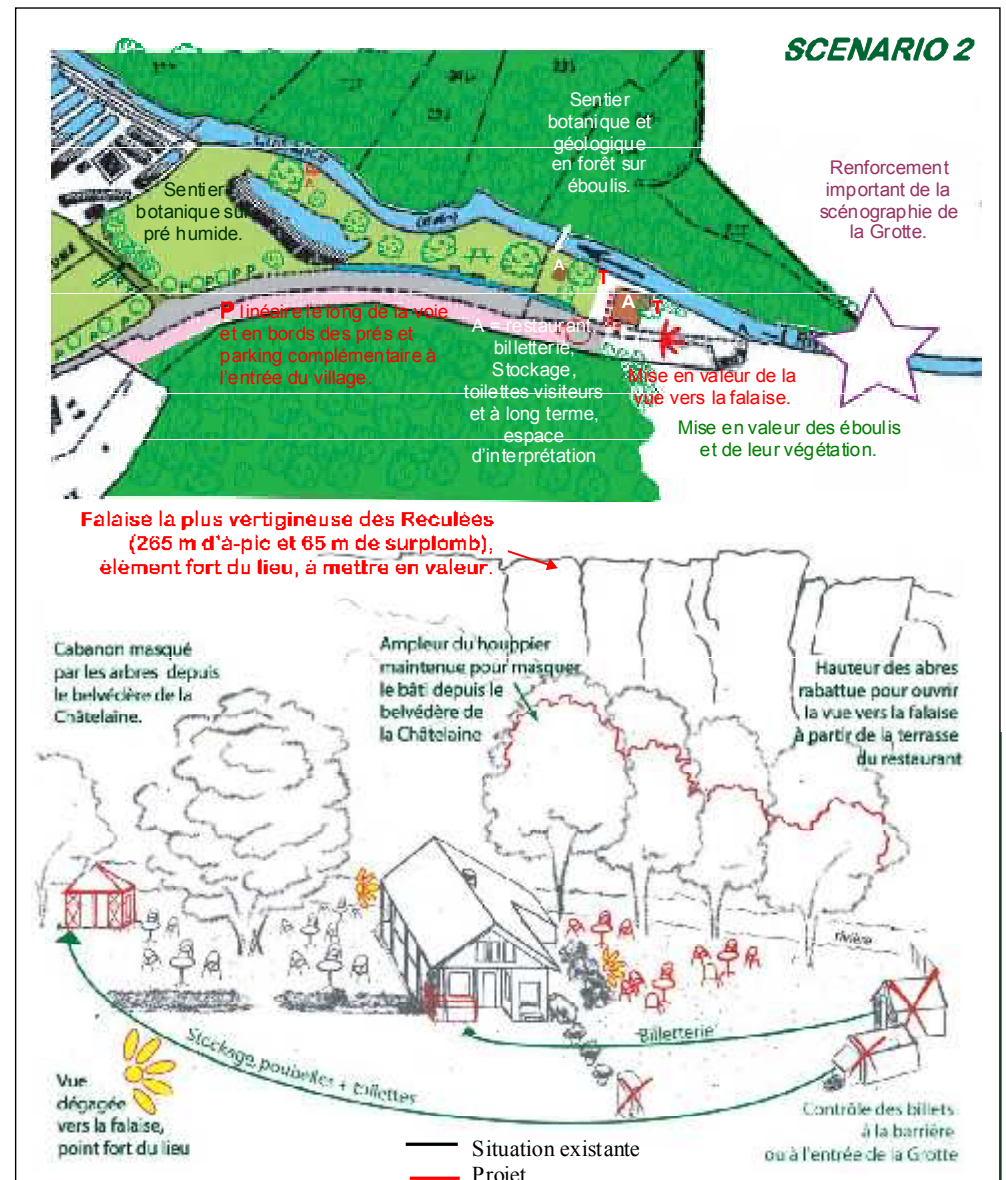 SCENARIO 2
Sentier
botanique et
géologique
en forêt sur
éboulis.
Renforcement
important de la
scénographie de
la Grotte.
Sentier
botanique sur
pré humide.
P linéaire le long de la voie
et en bords des prés et
parking complémentaire à
l'entrée du village.
A
T
A
T
A = restaurant,
billetterie,
Stockage,
toilettes visiteurs
et à long terme,
espace
d'interprétation
Mise en valeur de la
vue vers la falaise.
Mise en valeur des éboulis
et de leur végétation.
Falaise la plus vertigineuse des Reculées
(265 m d'à-pic et 65 m de surplomb),
élément fort du lieu, à mettre en valeur.
Cabanon masqué
par les arbres depuis
le belvédère de la
Châtelaine.
Ampleur du houppier
maintenue pour masquer
le bâti depuis le
belvédère de
la Châtelaine
Hauteur des abres
rabattue pour ouvrir
la vue vers la falaise
à partir de la terrasse
du restaurant
rivière
Billetterie
Stockage, poubelles + toilettes
Vue
dégagée
vers la falaise,
point fort du lieu
Contrôle des billets
à la barrière
ou à l'entrée de la Grotte
Situation existante
Projet